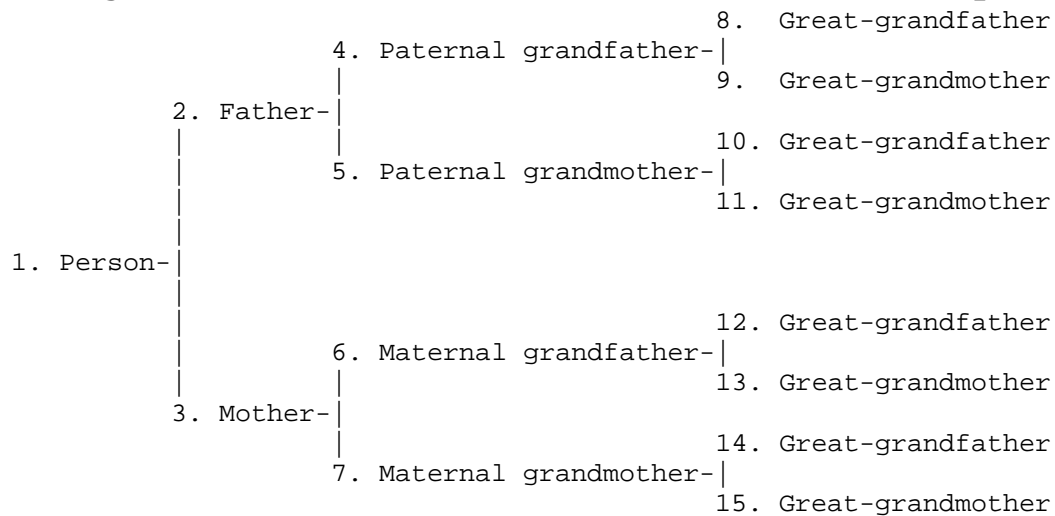 8. Great-grandfather
4. Paternal grandfather-|
9. Great-grandmother
2. Father-|
10. Great-grandfather
5. Paternal grandmother-|
11. Great-grandmother
1. Person-|
12. Great-grandfather
6. Maternal grandfather-|
13. Great-grandmother
3. Mother-|
14. Great-grandfather
7. Maternal grandmother-|
15. Great-grandmother